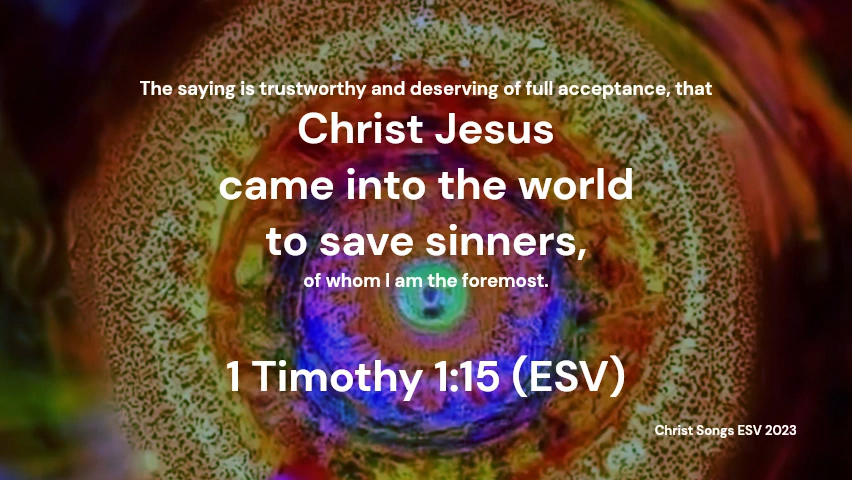 The saying is trustworthy and deserving of full acceptance, that
Christ Jesus
came into the world
to save sinners,
of whom I am the foremost.
1 Timothy 1:15 (ESV)
Christ Songs ESV 2023